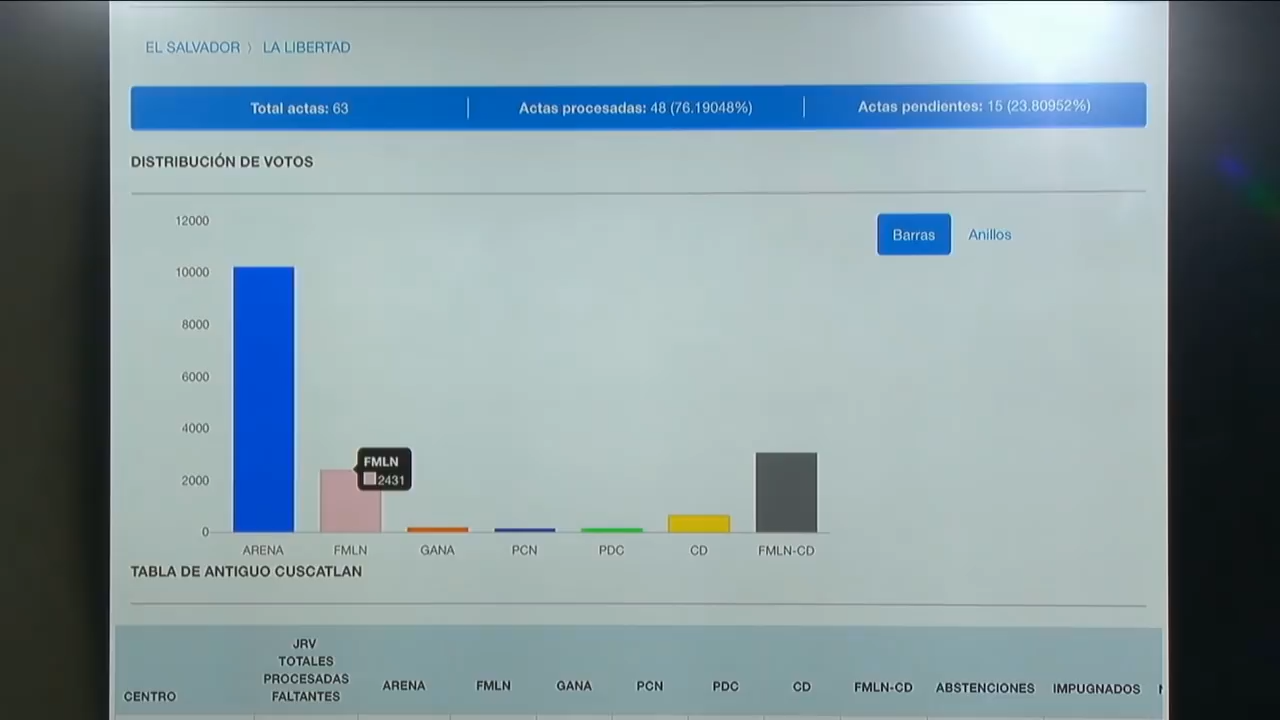 EL SALVADOR 〉 LA LIBERTAD
Total actas: 63
Actas procesadas: 48 (76.19048%)
Actas pendientes: 15 (23.80952%)
DISTRIBUCIÓN DE VOTOS
Barras
Anillos
12000
10000
8000
6000
4000
2000
0
FMLN
2431
ARENA
FMLN
GANA
PCN
PDC
CD
FMLN-CD
TABLA DE ANTIGUO CUSCATLAN
CENTRO
JRV
TOTALES
PROCESADAS
FALTANTES
ARENA
FMLN
GANA
PCN
PDC
CD
FMLN-CD
ABSTENCIONES
IMPUGNADOS